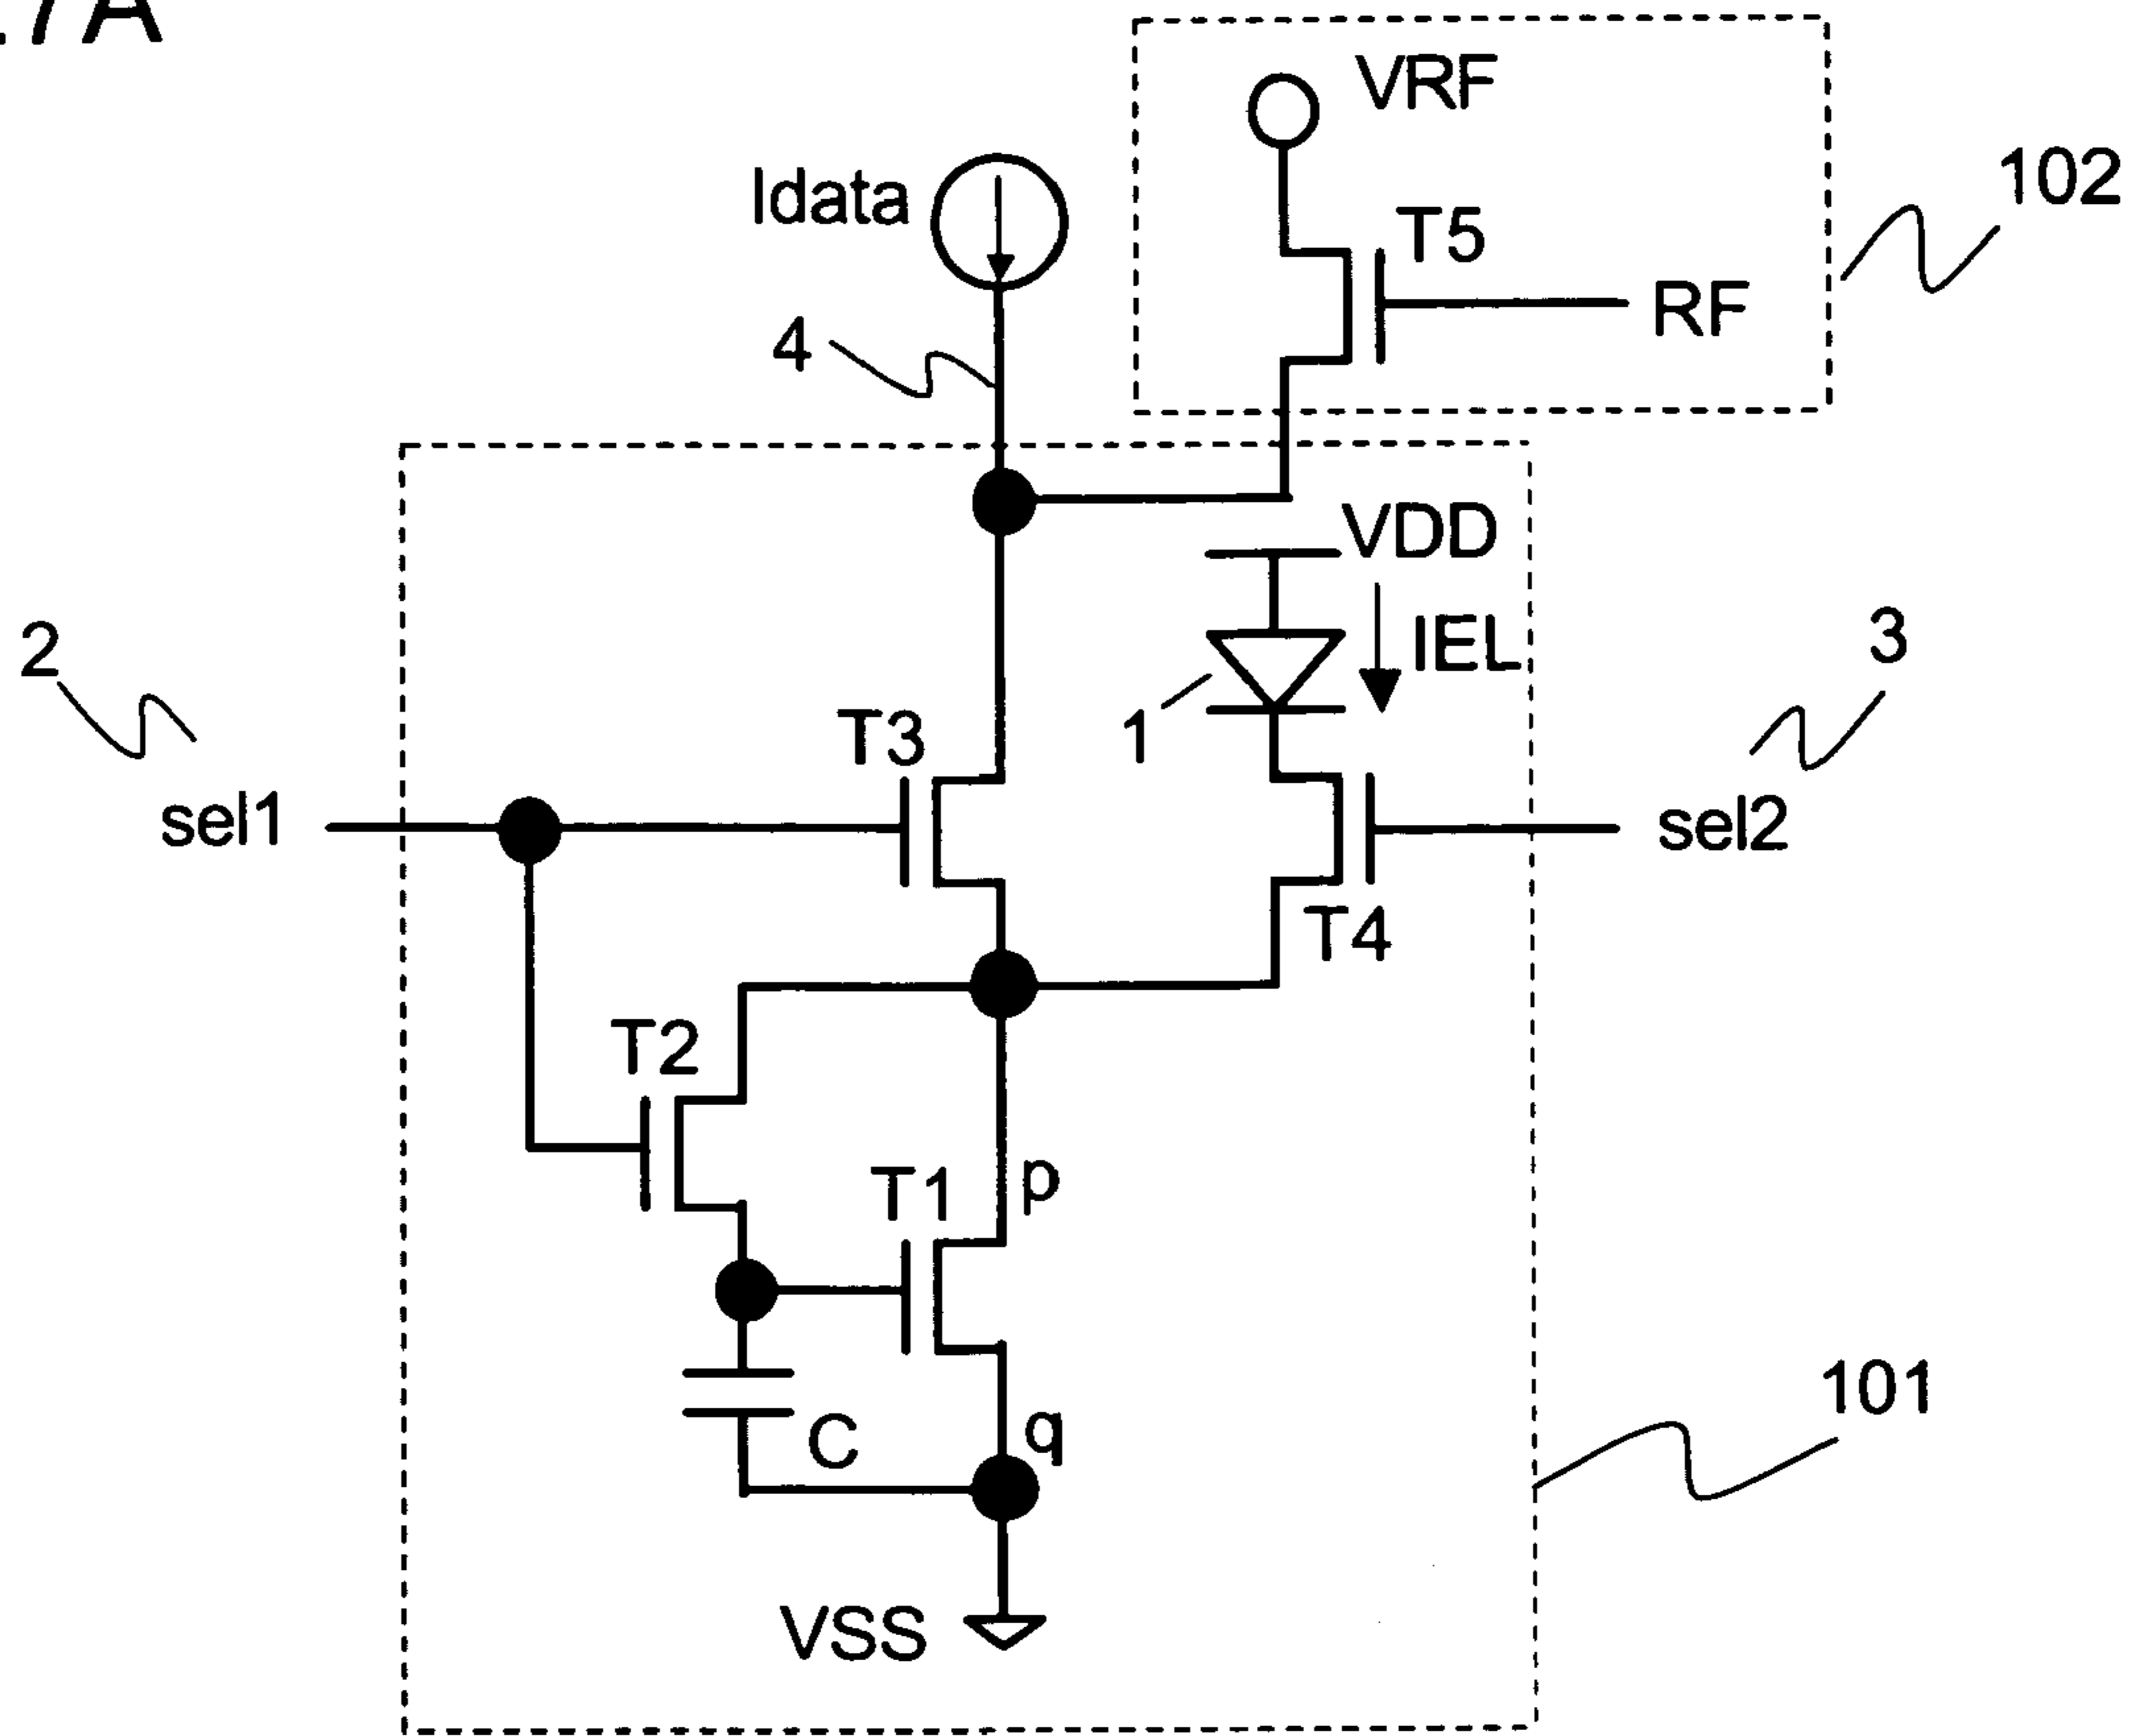 .7A
VRF
102
Idata
T5
RF
4
VDD
2
IEL
3
T3
1
sel1
sel2
T4
T2
T1
p
C
q
101
VSS